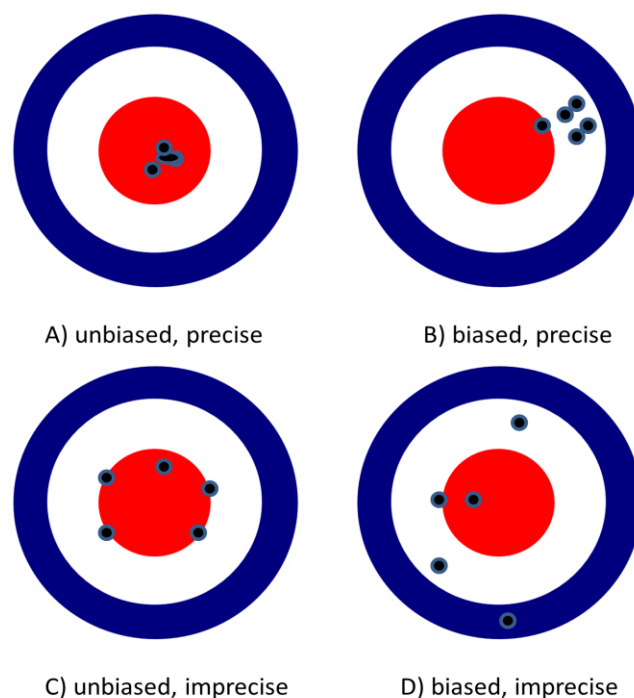 A) unbiased, precise
B) biased, precise
C) unbiased, imprecise
D) biased, imprecise